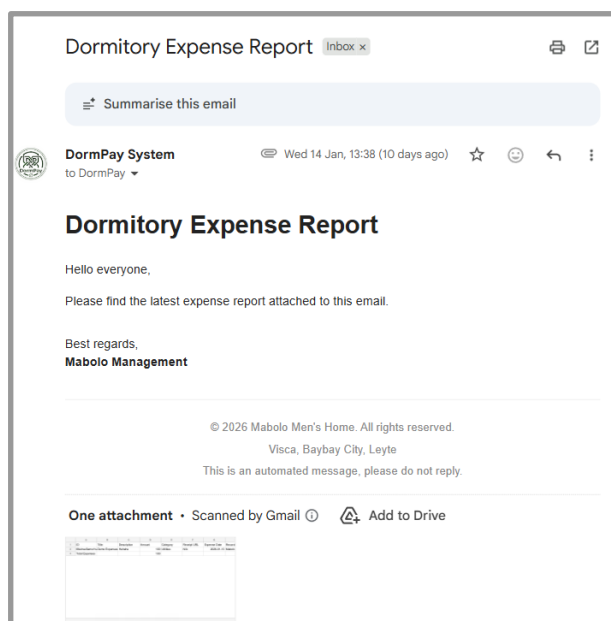 Dormitory Expense Report Inbox ×
Summarise this email
DormPay System Wed 14 Jan, 13:38 (10 days ago)
to DormPay
Dormitory Expense Report
Hello everyone,
Please find the latest expense report attached to this email.
Best regards,
Mabolo Management
© 2026 Mabolo Men's Home. All rights reserved.
Visca, Baybay City, Leyte
This is an automated message, please do not reply.
One attachment • Scanned by Gmail Add to Drive